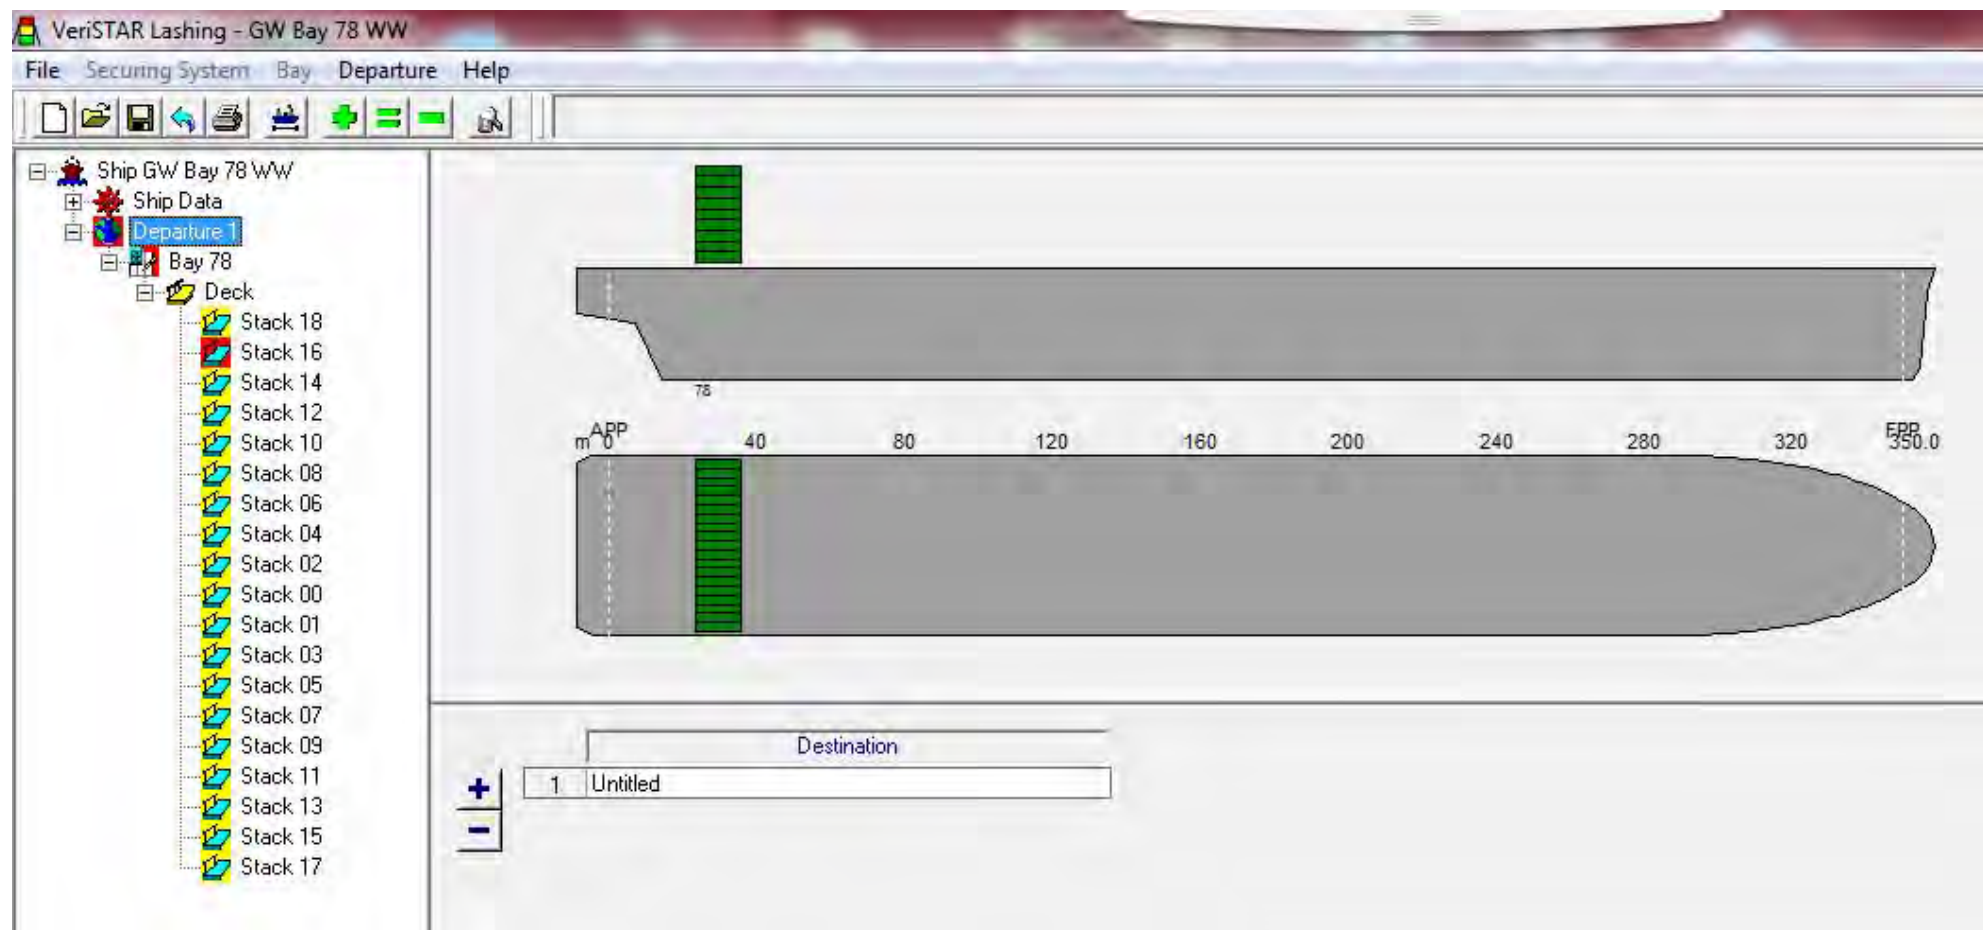 VeriSTAR Lashing - GW Bay 78 WW
File Securing System Bay Departure Help
Ship GW Bay 78 WW
Ship Data
Departure 1
Bay 78
Deck
Stack 18
Stack 16
Stack 14
Stack 12
Stack 10
Stack 08
Stack 06
Stack 04
Stack 02
Stack 00
Stack 01
Stack 03
Stack 05
Stack 07
Stack 09
Stack 11
Stack 13
Stack 15
Stack 17
78
APP FPP
m 0 40 80 120 160 200 240 280 320 350.0
Destination
1 Untitled